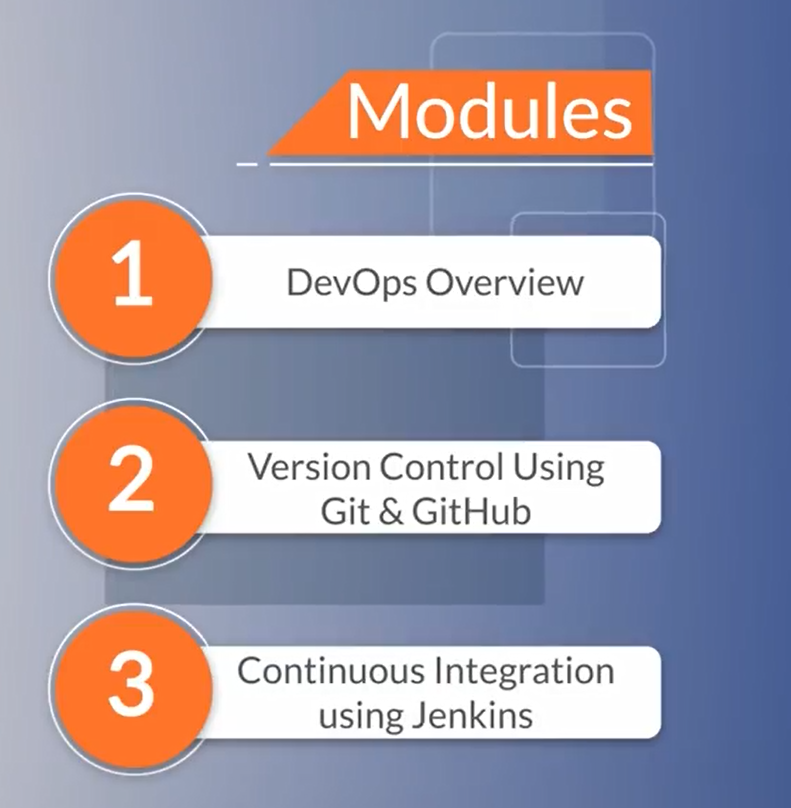 Modules
1
DevOps Overview
2
Version Control Using
Git & GitHub
3
Continuous Integration
using Jenkins